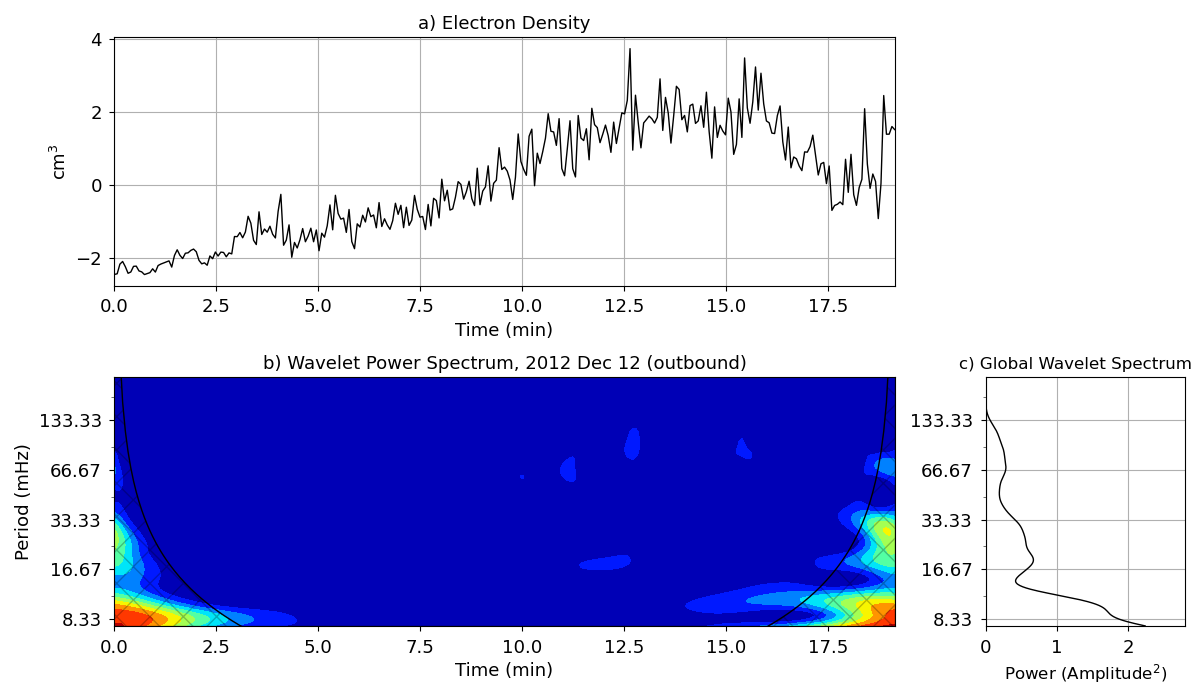 a) Electron Density
4
2
0
−2
cm³
0.0 2.5 5.0 7.5 10.0 12.5 15.0 17.5
Time (min)
b) Wavelet Power Spectrum, 2012 Dec 12 (outbound)
133.33
66.67
33.33
16.67
8.33
Period (mHz)
0.0 2.5 5.0 7.5 10.0 12.5 15.0 17.5
Time (min)
c) Global Wavelet Spectrum
133.33
66.67
33.33
16.67
8.33
0 1 2
Power (Amplitude²)